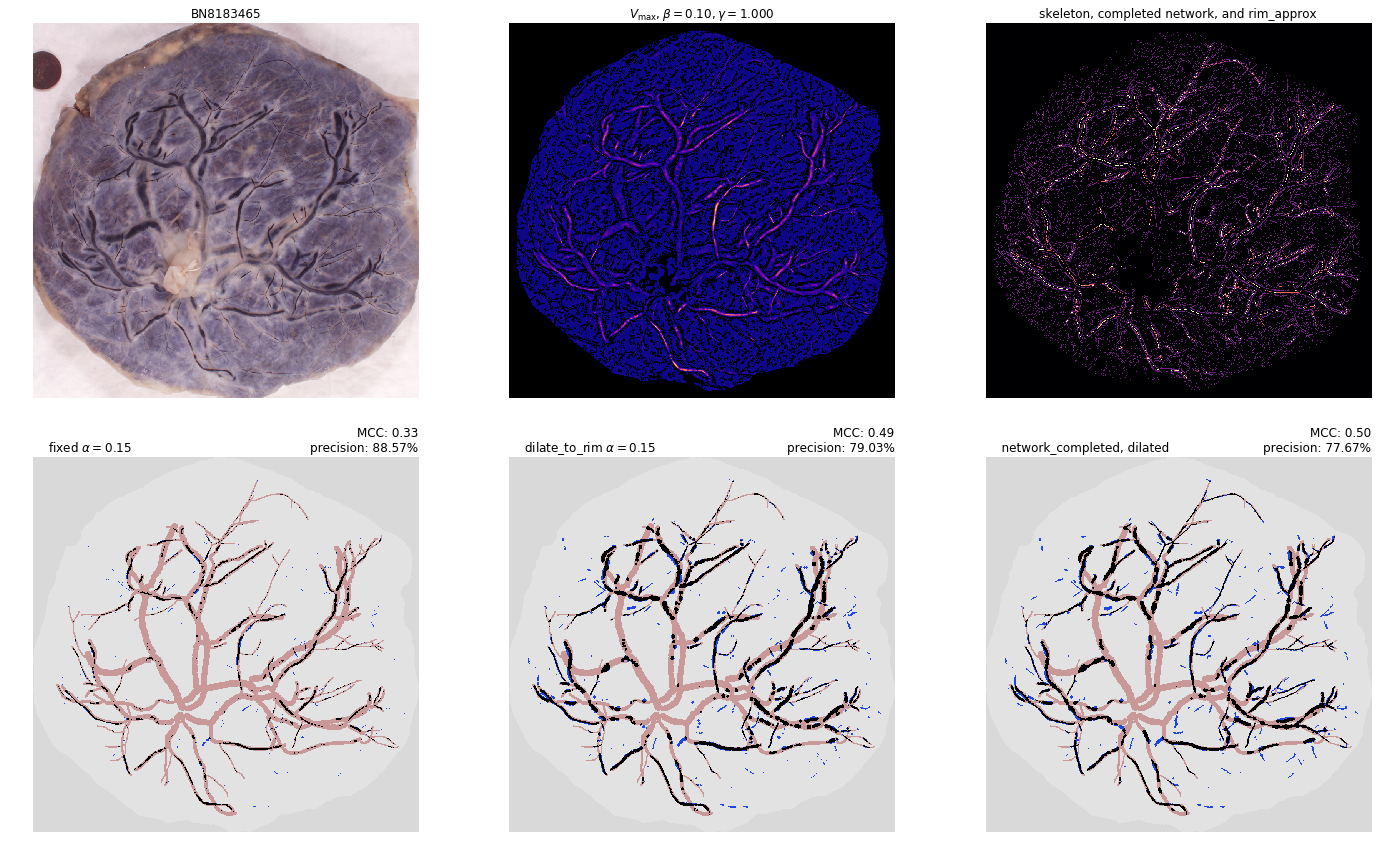 BN8183465
V_max, β = 0.10, γ = 1.000
skeleton, completed network, and rim_approx
MCC: 0.33
fixed α = 0.15 precision: 88.57%
MCC: 0.49
dilate_to_rim α = 0.15 precision: 79.03%
MCC: 0.50
network_completed, dilated precision: 77.67%